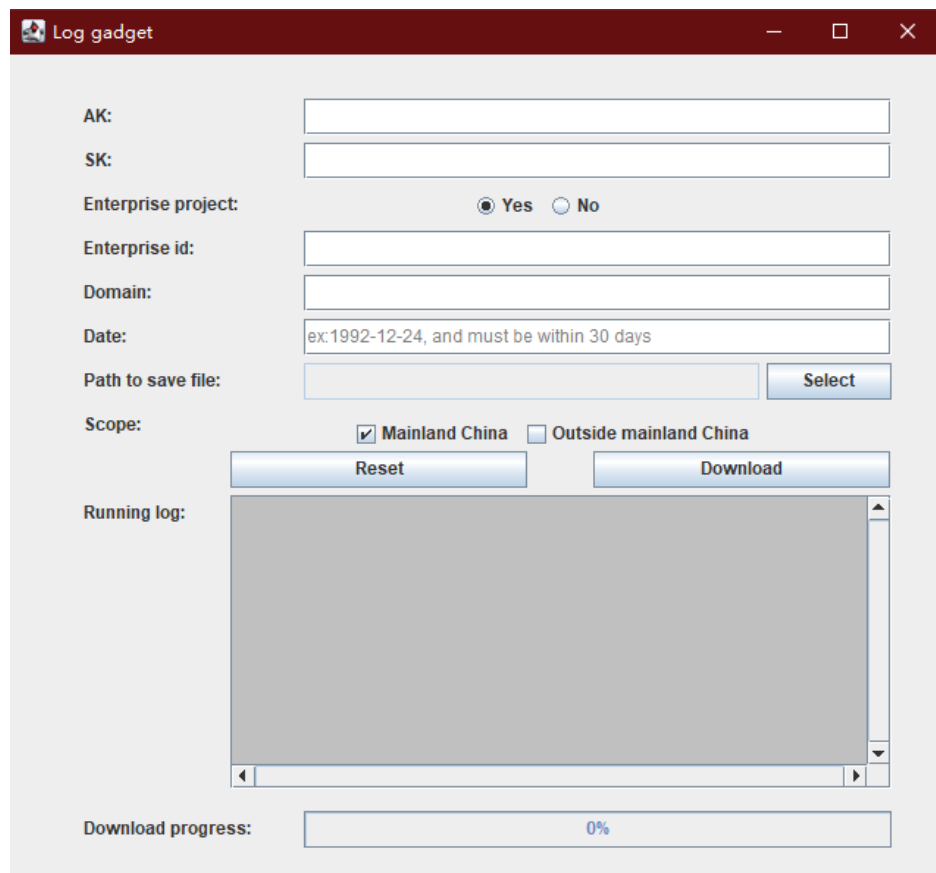 Log gadget
AK:
SK:
Enterprise project: Yes No
Enterprise id:
Domain:
Date: ex:1992-12-24, and must be within 30 days
Path to save file: Select
Scope: Mainland China Outside mainland China
Reset Download
Running log:
Download progress: 0%